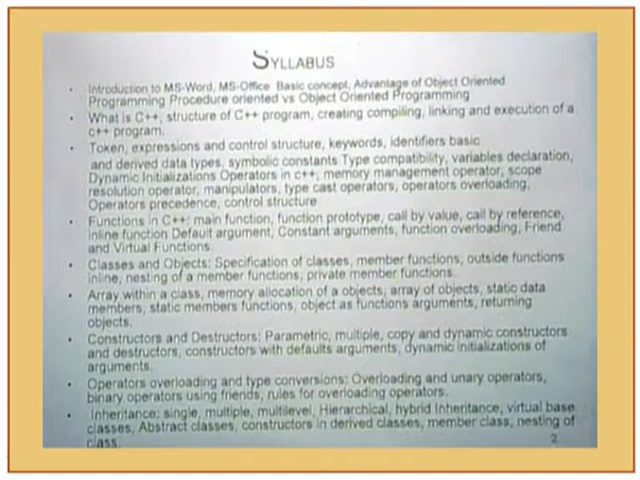 SYLLABUS
• Introduction to MS-Word, MS-Office Basic concept, Advantage of Object Oriented
Programming Procedure oriented vs Object Oriented Programming
• What is C++, structure of C++ program, creating compiling, linking and execution of a
c++ program.
• Token, expressions and control structure, keywords, identifiers basic
and derived data types, symbolic constants Type compatibility, variables declaration,
Dynamic Initializations Operators in c++, memory management operator, scope
resolution operator, manipulators, type cast operators, operators overloading,
Operators precedence, control structure
• Functions in C++: main function, function prototype, call by value, call by reference,
inline function Default argument, Constant arguments, function overloading, Friend
and Virtual Functions.
• Classes and Objects: Specification of classes, member functions, outside functions
inline, nesting of a member functions, private member functions.
• Array within a class, memory allocation of a objects, array of objects, static data
members, static members functions, object as functions arguments, returning
objects.
• Constructors and Destructors: Parametric, multiple, copy and dynamic constructors
and destructors, constructors with defaults arguments, dynamic initializations of
arguments.
• Operators overloading and type conversions: Overloading and unary operators,
binary operators using friends, rules for overloading operators.
• Inheritance: single, multiple, multilevel, Hierarchical, hybrid Inheritance, virtual base
classes, Abstract classes, constructors in derived classes, member class, nesting of
class.
2